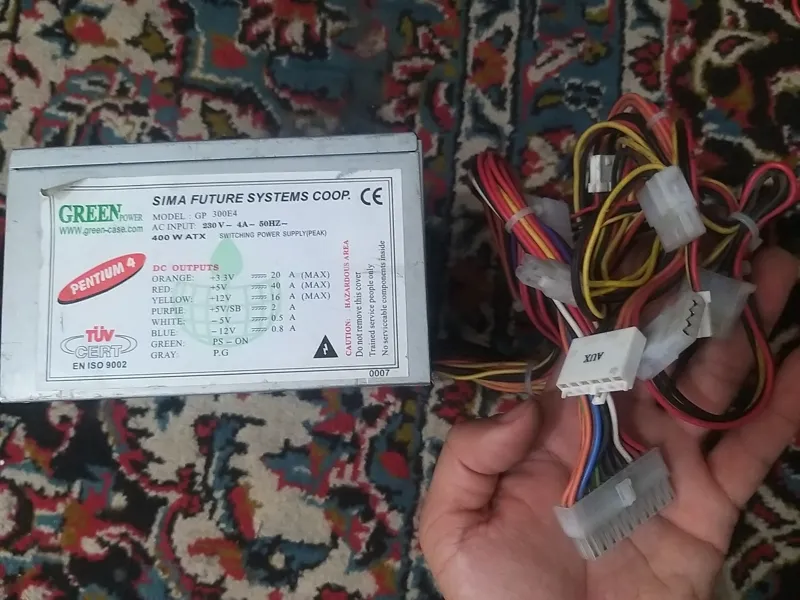 GREEN POWER
www.green-case.com
SIMA FUTURE SYSTEMS COOP. CE
MODEL: GP 300E4
AC INPUT: 230V~ 4A~ 50HZ~
400 W ATX SWITCHING POWER SUPPLY(PEAK)
PENTIUM 4
DC OUTPUTS
ORANGE: +3.3V 20 A (MAX)
RED: +5V 40 A (MAX)
YELLOW: +12V 16 A (MAX)
PURPIE: +5V/SB 2 A
WHITE: -5V 0.5 A
BLUE: -12V 0.8 A
GREEN: PS-ON
GRAY: P.G
TÜV
CERT
EN ISO 9002
CAUTION: HAZARDOUS AREA
Do not remove this cover
Trained service people only
No serviceable components inside
0007
AUX